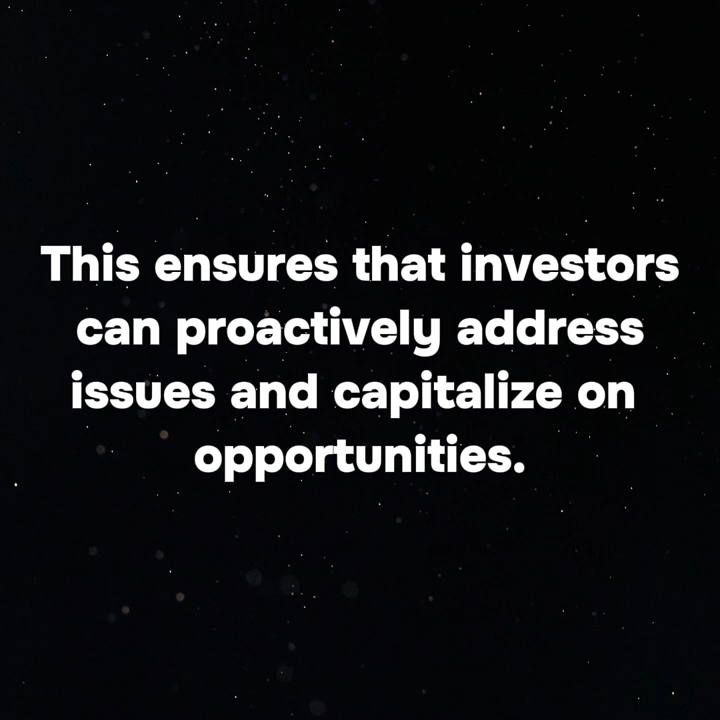 This ensures that investors
can proactively address
issues and capitalize on
opportunities.